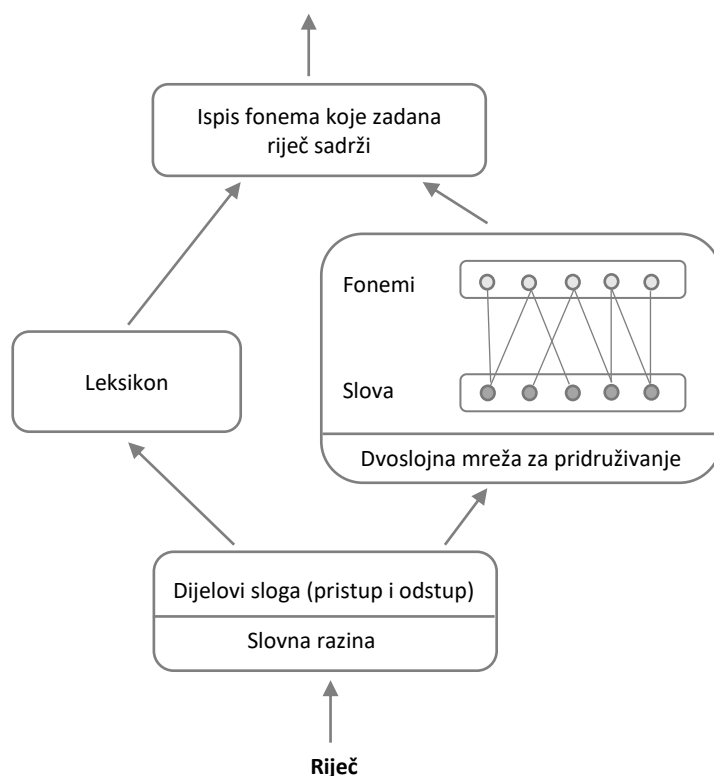 Ispis fonema koje zadana
riječ sadrži
Fonemi
Leksikon
Slova
Dvoslojna mreža za pridruživanje
Dijelovi sloga (pristup i odstup)
Slovna razina
Riječ